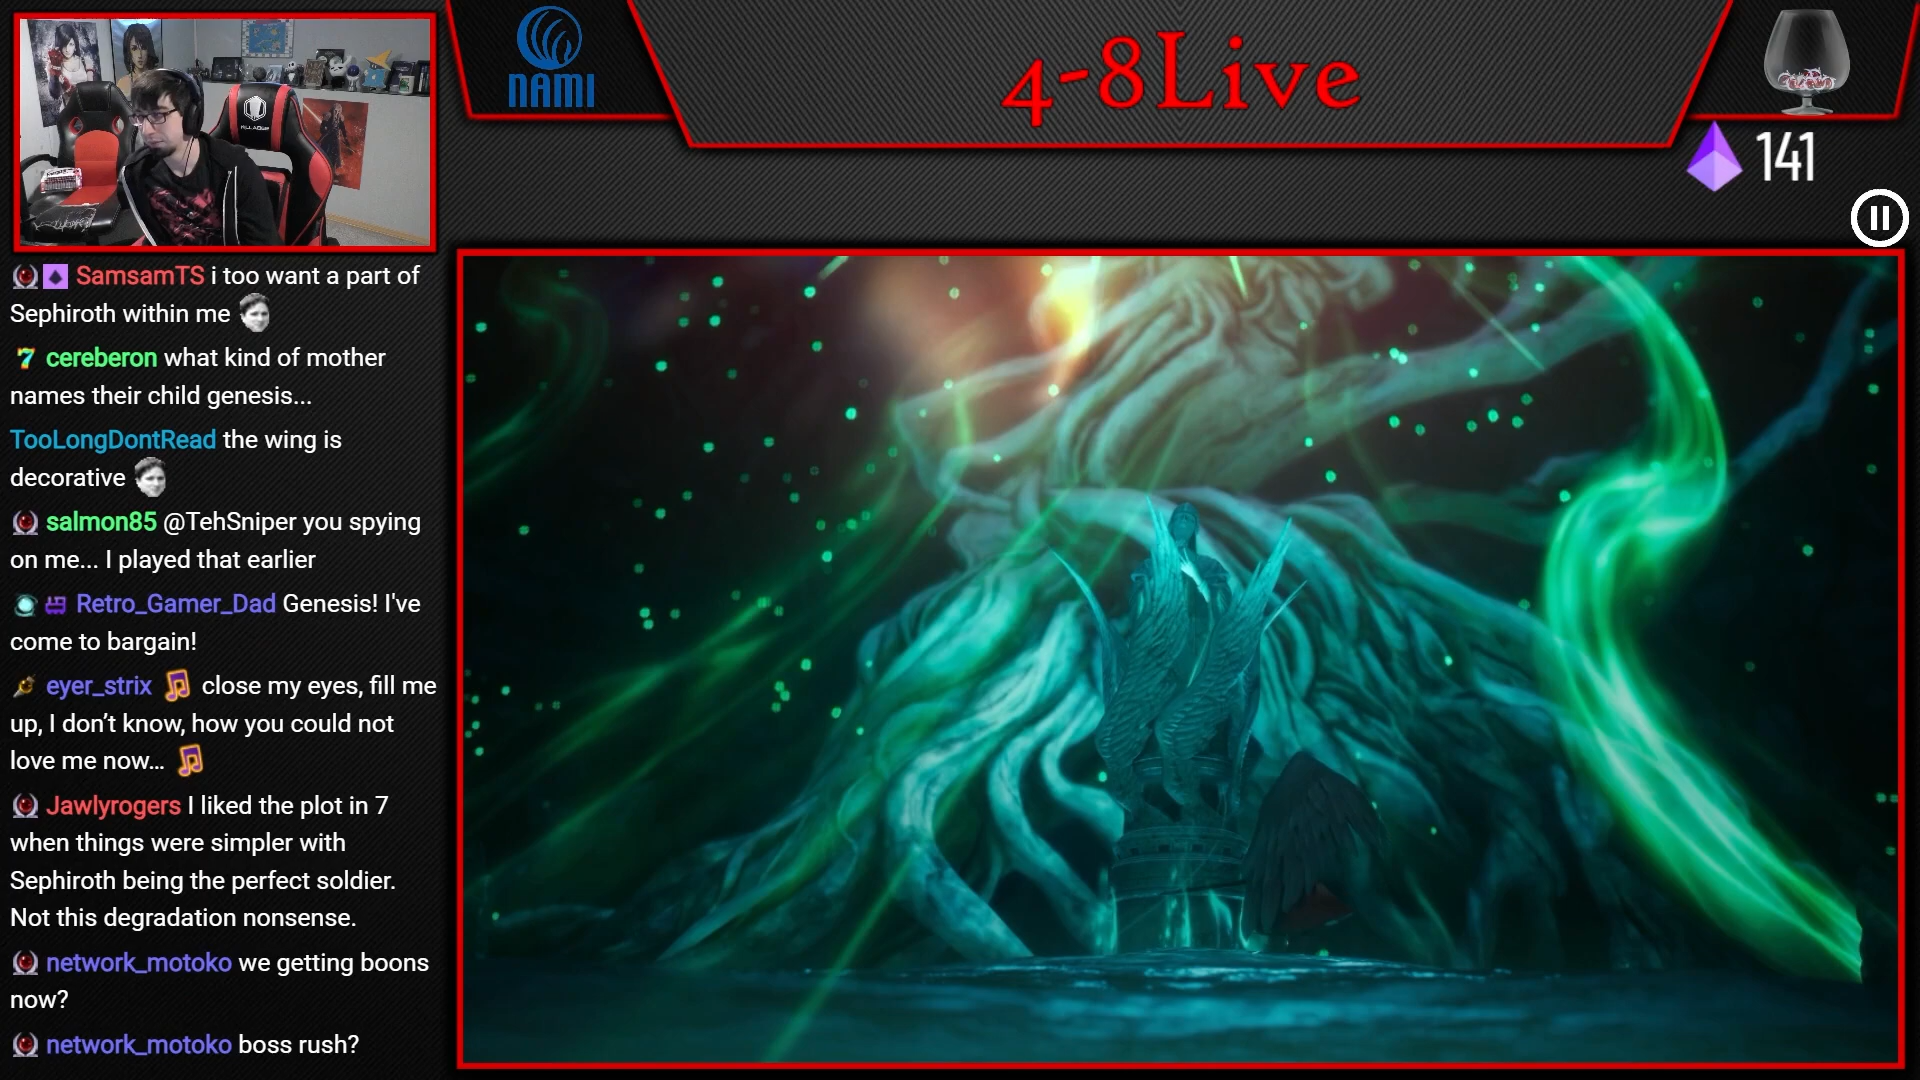 NAMI
4-8Live
141
SamsamTS i too want a part of
Sephiroth within me
cereberon what kind of mother
names their child genesis...
TooLongDontRead the wing is
decorative
salmon85 @TehSniper you spying
on me... I played that earlier
Retro_Gamer_Dad Genesis! I've
come to bargain!
eyer_strix close my eyes, fill me
up, I don’t know, how you could not
love me now…
Jawlyrogers I liked the plot in 7
when things were simpler with
Sephiroth being the perfect soldier.
Not this degradation nonsense.
network_motoko we getting boons
now?
network_motoko boss rush?